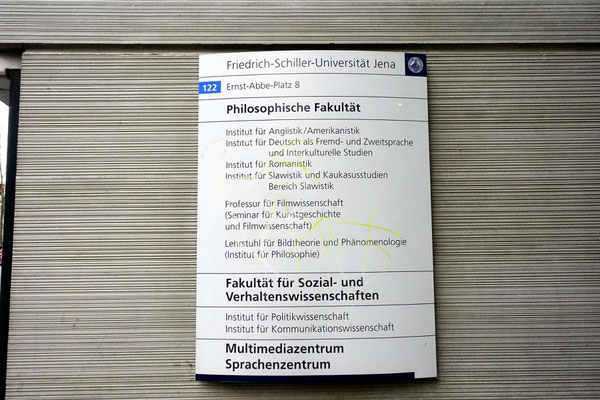 Friedrich-Schiller-Universität Jena
122 Ernst-Abbe-Platz 8
Philosophische Fakultät
Institut für Anglistik/Amerikanistik
Institut für Deutsch als Fremd- und Zweitsprache
und Interkulturelle Studien
Institut für Romanistik
Institut für Slawistik und Kaukasusstudien
Bereich Slawistik
Professur für Filmwissenschaft
(Seminar für Kunstgeschichte
und Filmwissenschaft)
Lehrstuhl für Bildtheorie und Phänomenologie
(Institut für Philosophie)
Fakultät für Sozial- und
Verhaltenswissenschaften
Institut für Politikwissenschaft
Institut für Kommunikationswissenschaft
Multimediazentrum
Sprachenzentrum